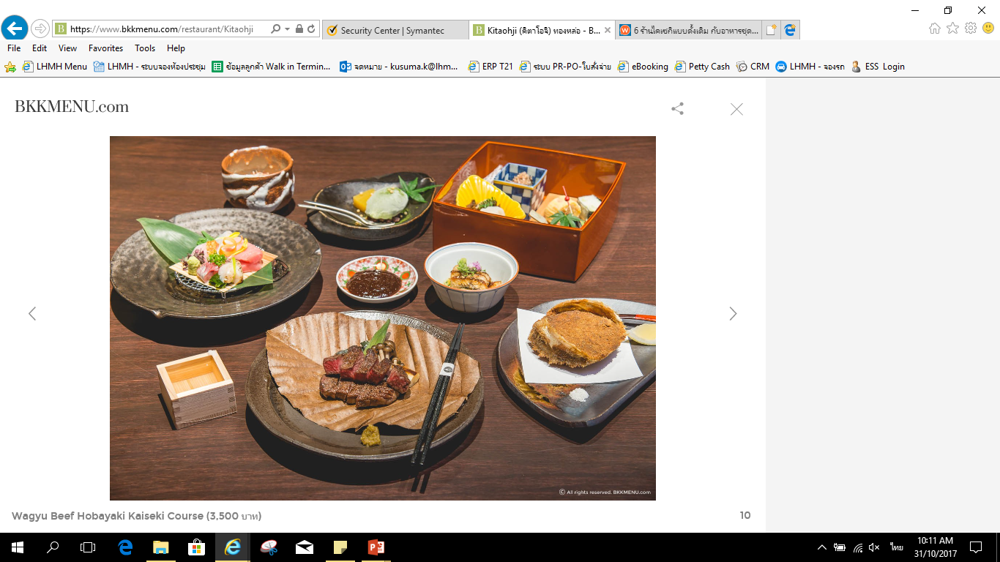 https://www.bkkmenu.com/restaurant/Kitaohji
Security Center | Symantec
Kitaohji (คิตาโอจิ) ทองหล่อ - B...
6 ร้านไคเซกิแบบดั้งเดิม กับอาหารชุด...
File Edit View Favorites Tools Help
LHMH Menu
LHMH - ระบบจองห้องประชุม
ข้อมูลลูกค้า Walk in Termin...
จดหมาย - kusuma.k@lhm...
ERP T21
ระบบ PR-PO-ใบสั่งจ่าย
eBooking
Petty Cash
CRM
LHMH - จองรถ
ESS Login
BKKMENU.com
© All rights reserved. BKKMENU.com
Wagyu Beef Hobayaki Kaiseki Course (3,500 บาท)
10
ไทย
10:11 AM
31/10/2017